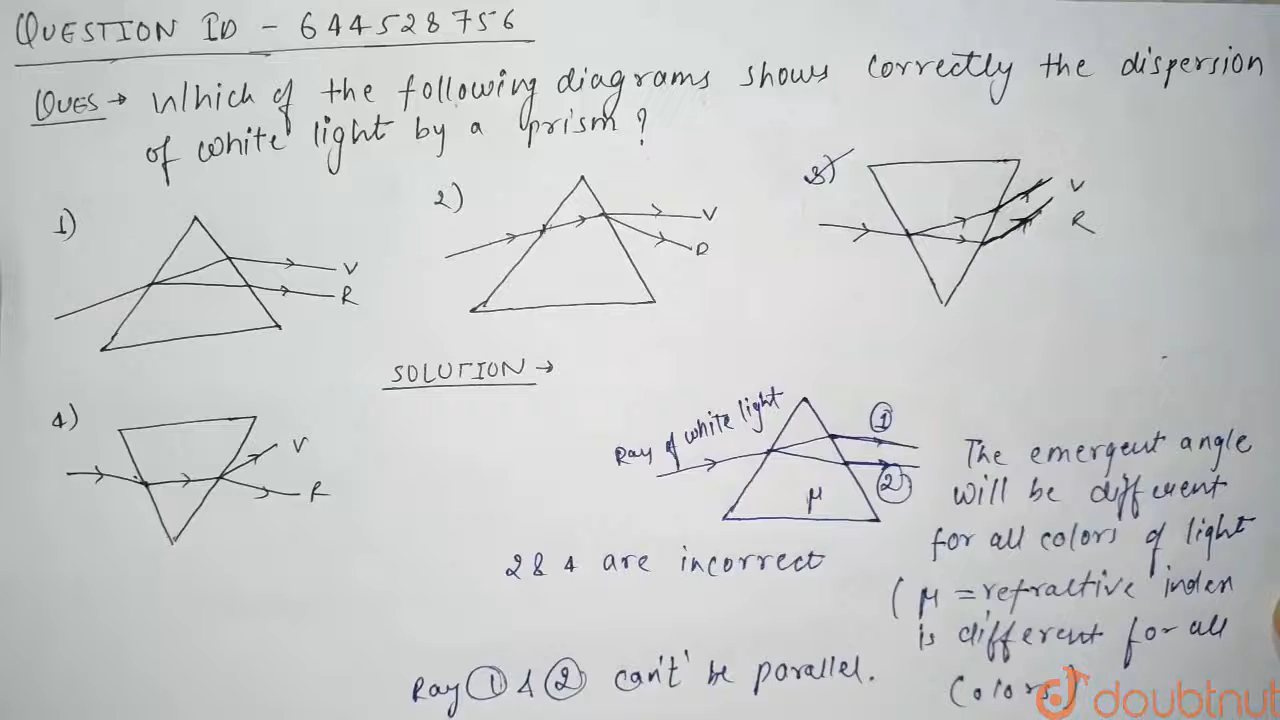 QUESTION ID - 644528756
QUES → Which of the following diagrams shows correctly the dispersion
of white light by a prism?
1)
V
R
2)
V
R
3)
V
R
4)
V
R
SOLUTION →
Ray of white light
1
2
μ
2 & 4 are incorrect
Ray 1 & 2 can't be parallel.
The emergent angle
will be different
for all colors of light
(μ = refractive index
is different for all
colors)
doubtnut